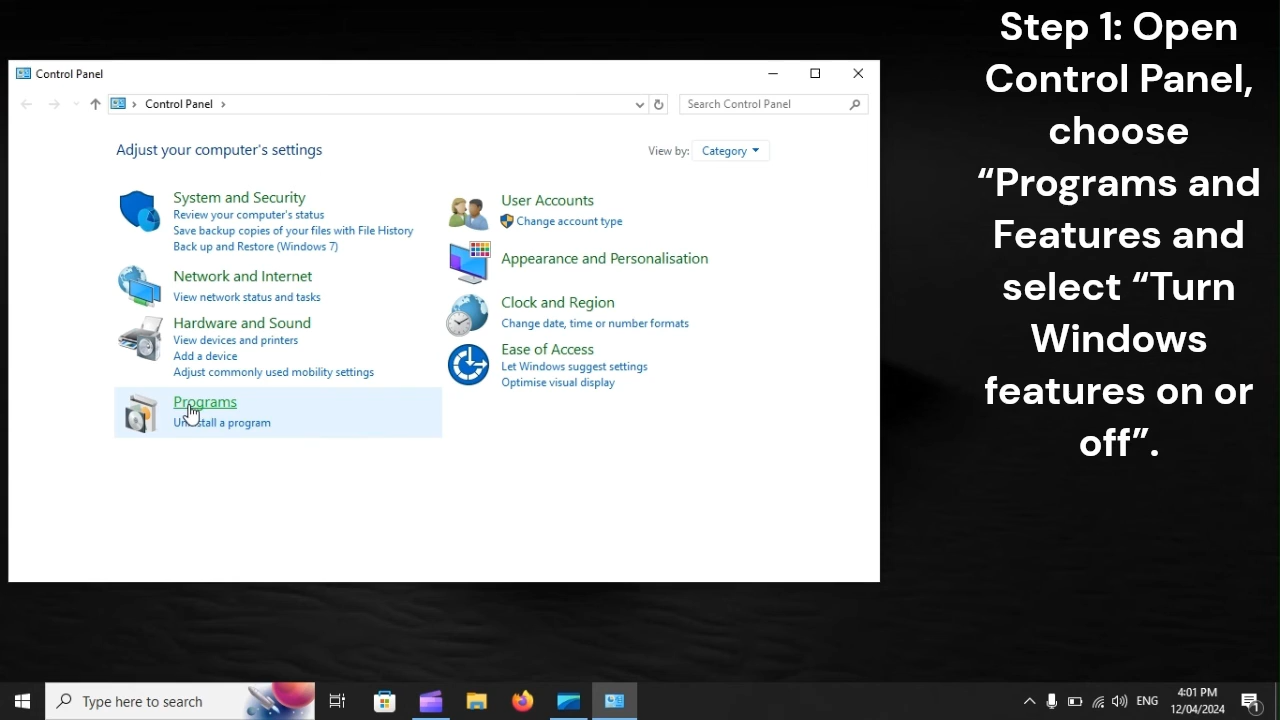 Step 1: Open
Control Panel,
choose
“Programs and
Features and
select “Turn
Windows
features on or
off”.
Control Panel
Control Panel
Search Control Panel
Adjust your computer's settings
View by: Category
System and Security
Review your computer's status
Save backup copies of your files with File History
Back up and Restore (Windows 7)
Network and Internet
View network status and tasks
Hardware and Sound
View devices and printers
Add a device
Adjust commonly used mobility settings
Programs
Uninstall a program
User Accounts
Change account type
Appearance and Personalisation
Clock and Region
Change date, time or number formats
Ease of Access
Let Windows suggest settings
Optimise visual display
Type here to search
ENG
4:01 PM
12/04/2024
1